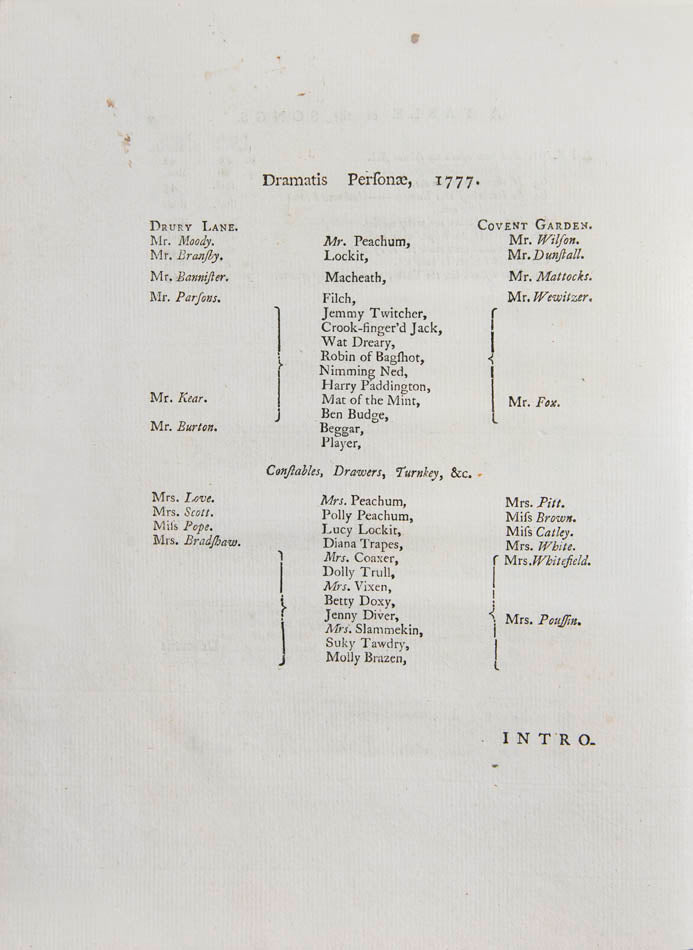 Dramatis Perſonæ, 1777.
DRURY LANE. COVENT GARDEN.
Mr. Moody. Mr. Peachum, Mr. Wilſon.
Mr. Branſby. Lockit, Mr. Dunſtall.
Mr. Banniſter. Macheath, Mr. Mattocks.
Mr. Parſons. Filch, Mr. Wewitzer.
Jemmy Twitcher,
Crook-finger'd Jack,
Wat Dreary,
Robin of Bagſhot,
Nimming Ned,
Harry Paddington,
Mr. Kear. Mat of the Mint, Mr. Fox.
Ben Budge,
Mr. Burton. Beggar,
Player,
Conſtables, Drawers, Turnkey, &c.
Mrs. Love. Mrs. Peachum, Mrs. Pitt.
Mrs. Scott. Polly Peachum, Miſs Brown.
Miſs Pope. Lucy Lockit, Miſs Catley.
Mrs. Bradſhaw. Diana Trapes, Mrs. White.
Mrs. Coaxer, Mrs. Whitefield.
Dolly Trull,
Mrs. Vixen,
Betty Doxy,
Jenny Diver, Mrs. Pouſſin.
Mrs. Slammekin,
Suky Tawdry,
Molly Brazen,
INTRO-